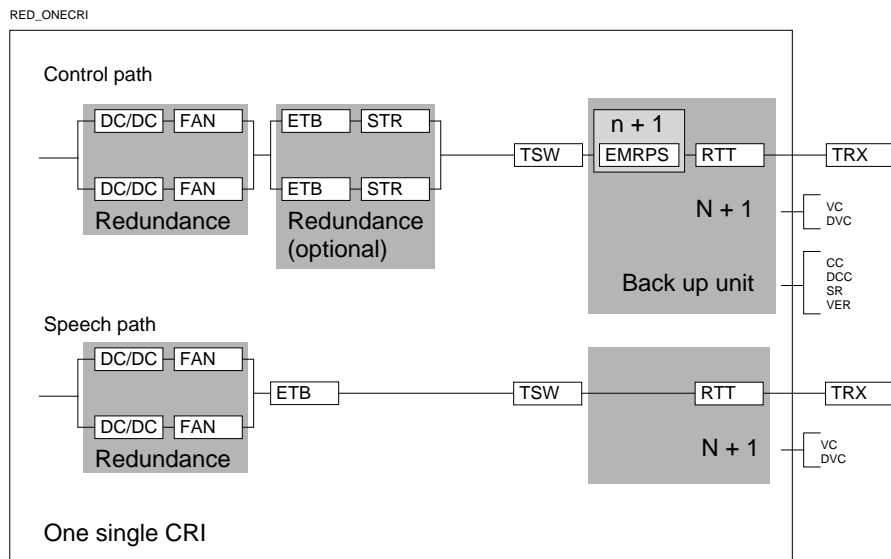 RED_ONECRI
Control path
DC/DC FAN ETB STR
n + 1
TSW EMRPS RTT TRX
DC/DC FAN ETB STR
Redundance
Redundance
(optional)
N + 1
VC
DVC
Back up unit
CC
DCC
SR
VER
Speech path
DC/DC FAN
ETB TSW RTT TRX
DC/DC FAN
Redundance
N + 1
VC
DVC
One single CRI